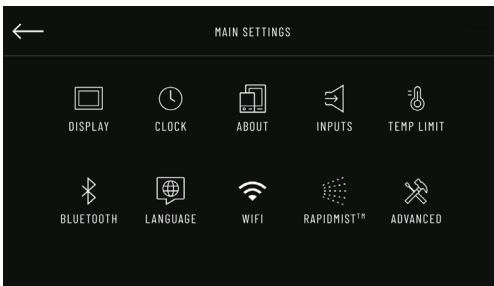 MAIN SETTINGS
DISPLAY CLOCK ABOUT INPUTS TEMP LIMIT
BLUETOOTH LANGUAGE WIFI RAPIDMIST™ ADVANCED